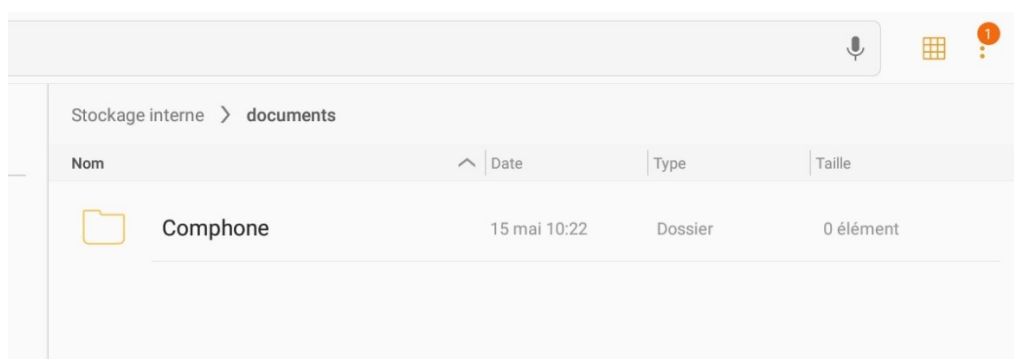 1
Stockage interne > documents
Nom Date Type Taille
Comphone 15 mai 10:22 Dossier 0 élément